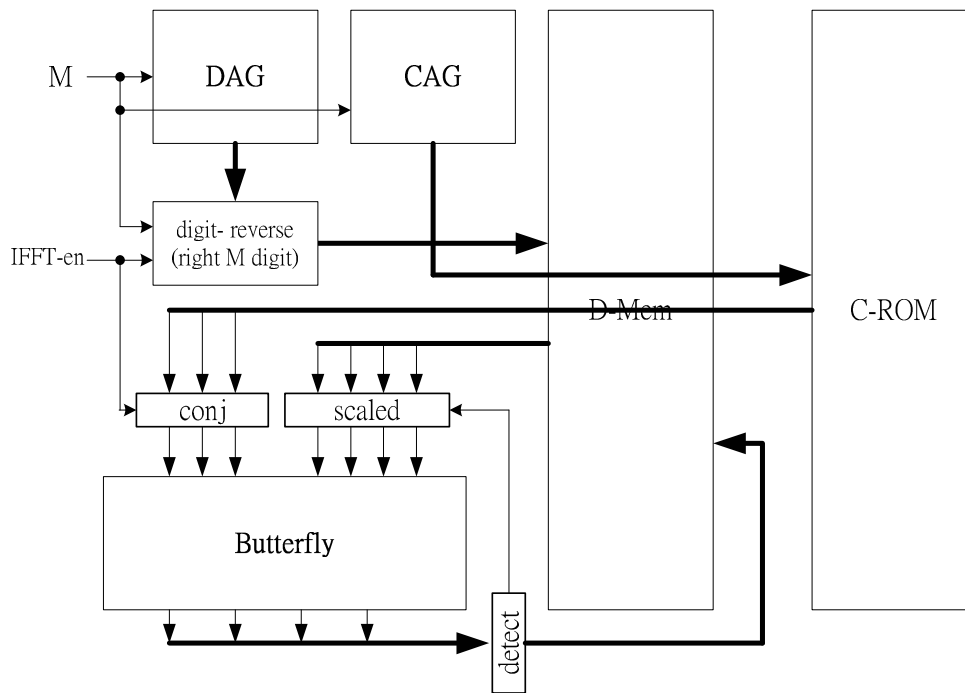 M
DAG
CAG
digit- reverse
(right M digit)
IFFT-en
D-Mem
C-ROM
conj
scaled
Butterfly
detect